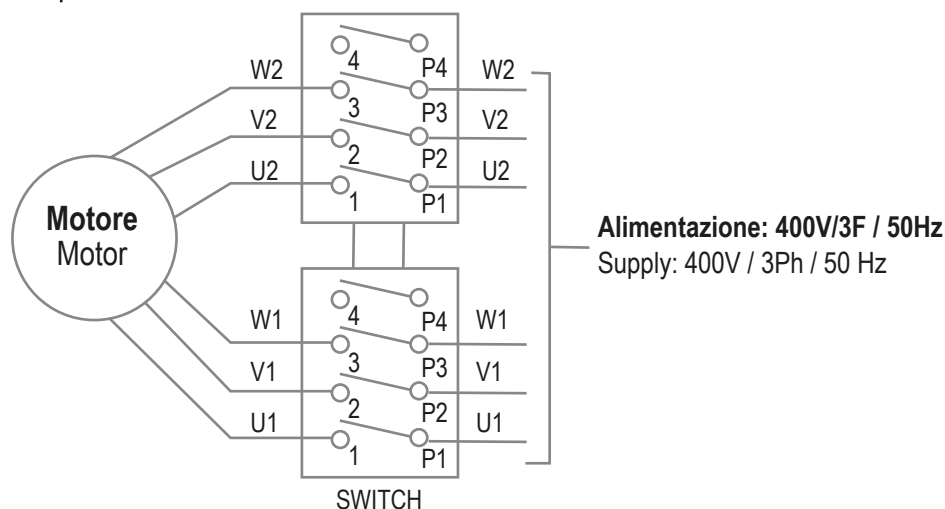 4 P4
W2 W2
3 P3
V2 V2
2 P2
U2 U2
1 P1
Motore
Motor
Alimentazione: 400V/3F / 50Hz
Supply: 400V / 3Ph / 50 Hz
4 P4
W1 W1
3 P3
V1 V1
2 P2
U1 U1
1 P1
SWITCH